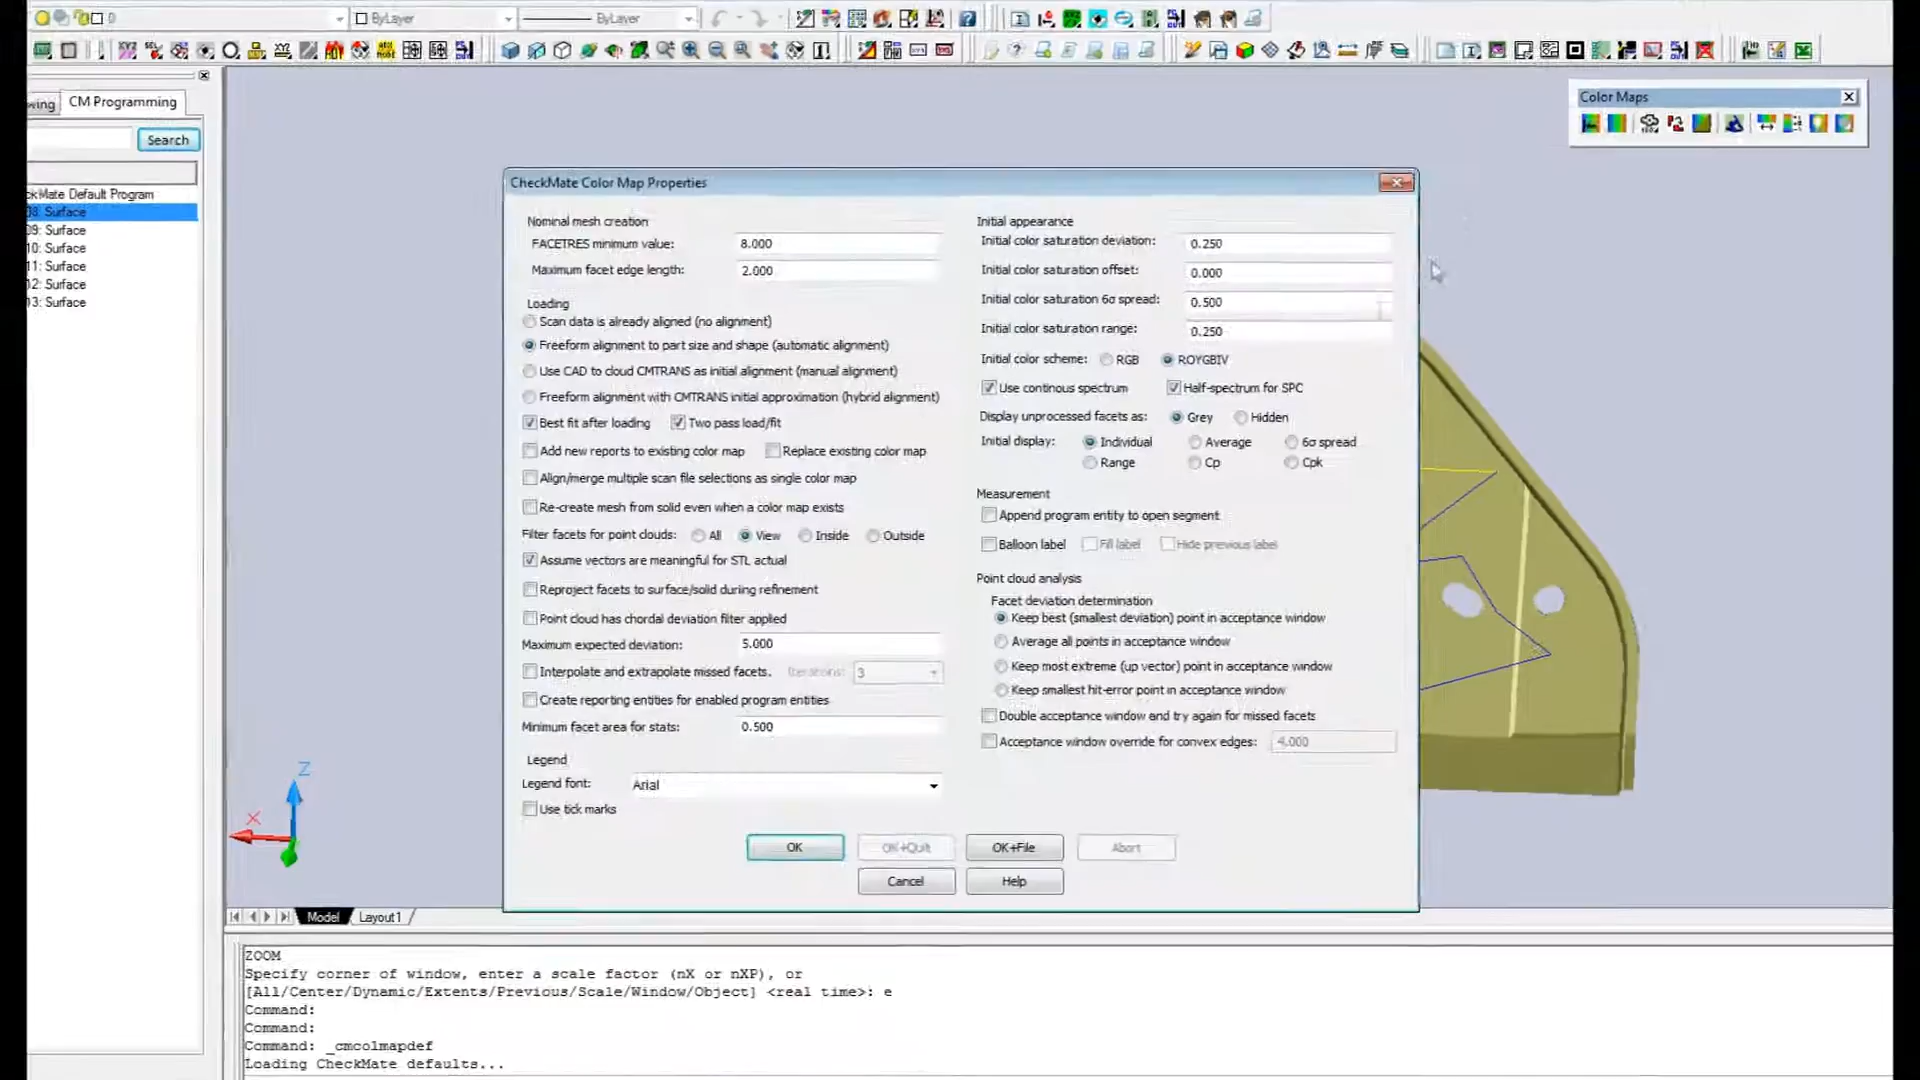 0
ByLayer
ByLayer
Color Maps
wing
CM Programming
Search
ckMate Default Program
08: Surface
09: Surface
10: Surface
11: Surface
12: Surface
13: Surface
CheckMate Color Map Properties
Nominal mesh creation
FACETRES minimum value: 8.000
Maximum facet edge length: 2.000
Loading
Scan data is already aligned (no alignment)
Freeform alignment to part size and shape (automatic alignment)
Use CAD to cloud CMTRANS as initial alignment (manual alignment)
Freeform alignment with CMTRANS initial approximation (hybrid alignment)
Best fit after loading Two pass load/fit
Add new reports to existing color map Replace existing color map
Align/merge multiple scan file selections as single color map
Re-create mesh from solid even when a color map exists
Filter facets for point clouds: All View Inside Outside
Assume vectors are meaningful for STL actual
Reproject facets to surface/solid during refinement
Point cloud has chordal deviation filter applied
Maximum expected deviation: 5.000
Interpolate and extrapolate missed facets. Iterations: 3
Create reporting entities for enabled program entities
Minimum facet area for stats: 0.500
Legend
Legend font: Arial
Use tick marks
Initial appearance
Initial color saturation deviation: 0.250
Initial color saturation offset: 0.000
Initial color saturation 6σ spread: 0.500
Initial color saturation range: 0.250
Initial color scheme: RGB ROYGBIV
Use continous spectrum Half-spectrum for SPC
Display unprocessed facets as: Grey Hidden
Initial display: Individual Average 6σ spread
Range Cp Cpk
Measurement
Append program entity to open segment
Balloon label Fill label Hide previous label
Point cloud analysis
Facet deviation determination
Keep best (smallest deviation) point in acceptance window
Average all points in acceptance window
Keep most extreme (up vector) point in acceptance window
Keep smallest hit-error point in acceptance window
Double acceptance window and try again for missed facets
Acceptance window override for convex edges: 4.000
OK OK+Quit OK+File Abort
Cancel Help
Z
X
Model Layout1
ZOOM
Specify corner of window, enter a scale factor (nX or nXP), or
[All/Center/Dynamic/Extents/Previous/Scale/Window/Object] <real time>: e
Command:
Command:
Command: _cmcolmapdef
Loading CheckMate defaults...